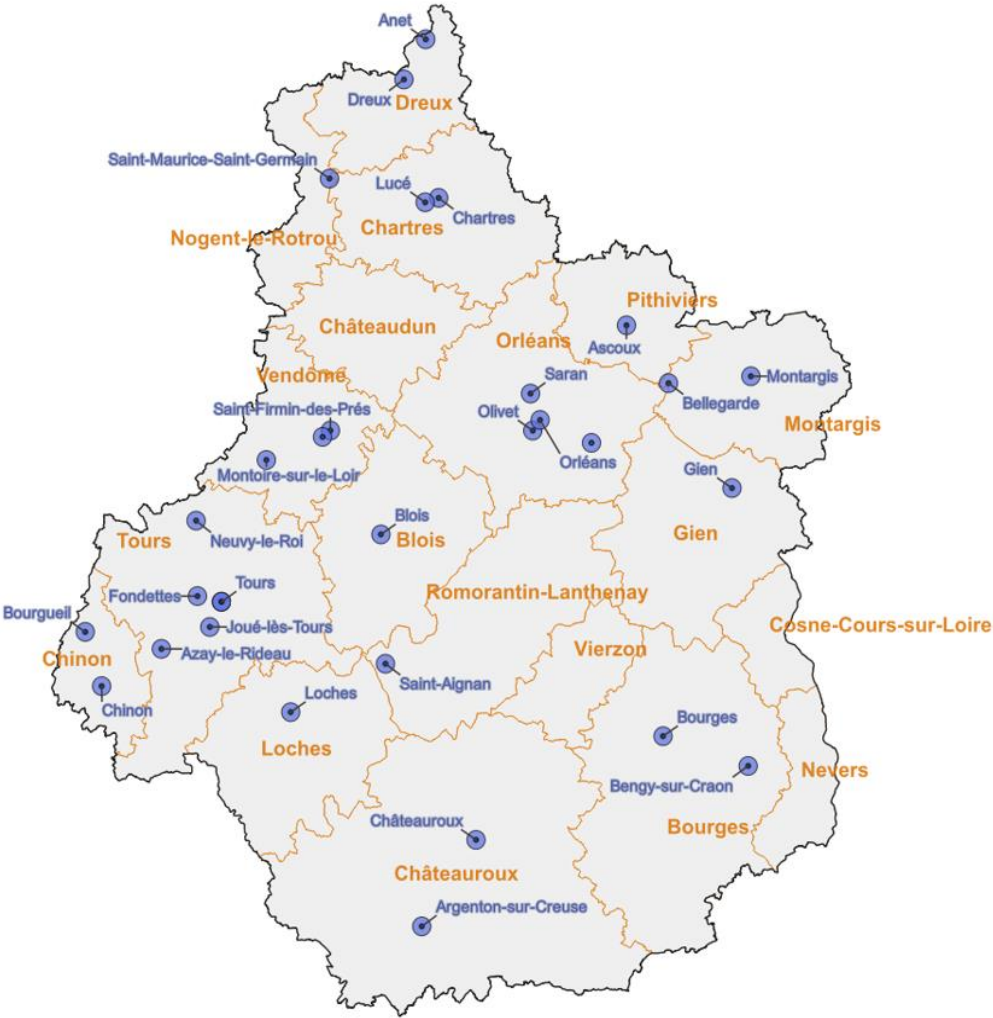 Anet
Dreux
Dreux
Saint-Maurice-Saint-Germain
Lucé
Chartres
Chartres
Nogent-le-Rotrou
Pithiviers
Châteaudun
Orléans
Ascoux
Vendôme
Saran
Montargis
Bellegarde
Saint-Firmin-des-Prés
Olivet
Montargis
Orléans
Montoire-sur-le-Loir
Gien
Blois
Neuvy-le-Roi
Tours
Blois
Gien
Tours
Fondettes
Romorantin-Lanthenay
Bourgueil
Joué-lès-Tours
Cosne-Cours-sur-Loire
Azay-le-Rideau
Vierzon
Chinon
Saint-Aignan
Loches
Chinon
Bourges
Loches
Nevers
Bengy-sur-Craon
Châteauroux
Bourges
Châteauroux
Argenton-sur-Creuse